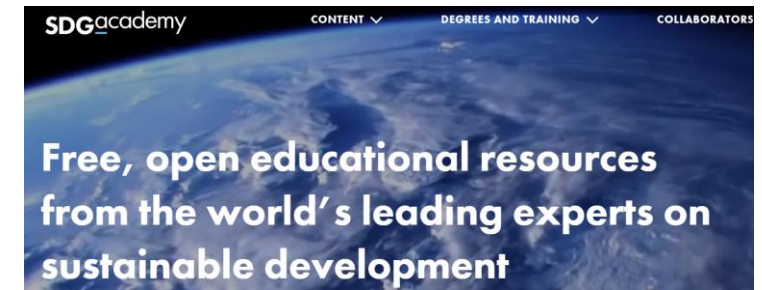 SDGacademy CONTENT DEGREES AND TRAINING COLLABORATORS
Free, open educational resources
from the world's leading experts on
sustainable development